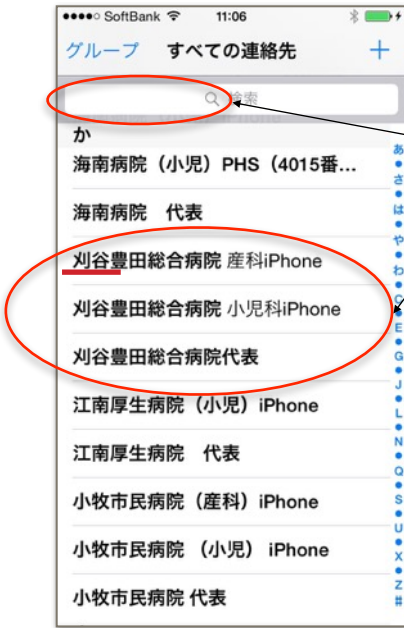 SoftBank 11:06
グループ すべての連絡先 +
検索
か
海南病院（小児）PHS（4015番...
海南病院　代表
刈谷豊田総合病院 産科iPhone
刈谷豊田総合病院 小児科iPhone
刈谷豊田総合病院代表
江南厚生病院（小児）iPhone
江南厚生病院　代表
小牧市民病院（産科）iPhone
小牧市民病院 （小児） iPhone
小牧市民病院 代表
あ
さ
は
や
わ
C
E
G
J
L
N
Q
S
U
X
Z
#